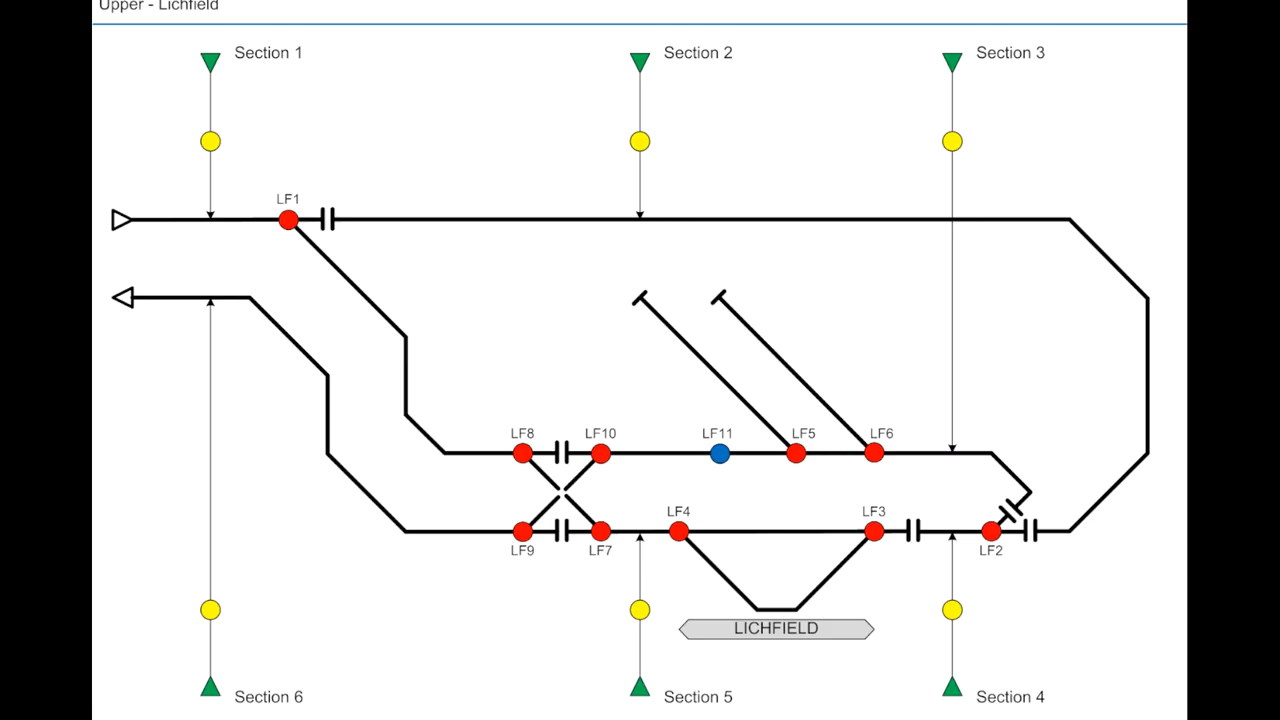 Upper - Lichfield
Section 1
Section 2
Section 3
LF1
LF8
LF10
LF11
LF5
LF6
LF4
LF3
LF9
LF7
LF2
LICHFIELD
Section 6
Section 5
Section 4